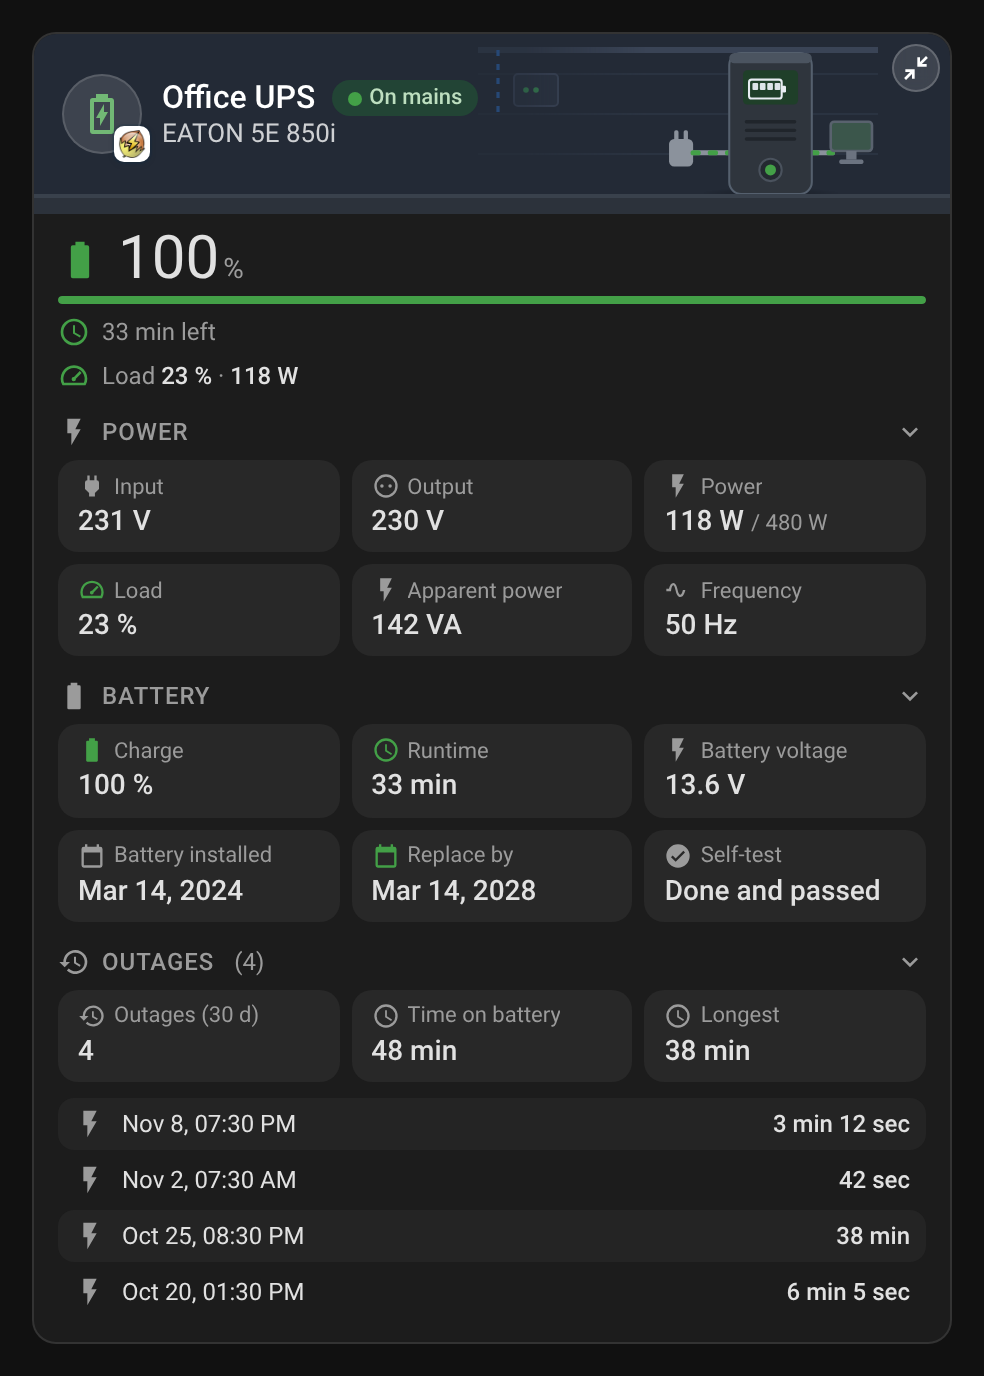 Office UPS
On mains
EATON 5E 850i
100 %
33 min left
Load 23 % · 118 W
POWER
Input
231 V
Output
230 V
Power
118 W / 480 W
Load
23 %
Apparent power
142 VA
Frequency
50 Hz
BATTERY
Charge
100 %
Runtime
33 min
Battery voltage
13.6 V
Battery installed
Mar 14, 2024
Replace by
Mar 14, 2028
Self-test
Done and passed
OUTAGES (4)
Outages (30 d)
4
Time on battery
48 min
Longest
38 min
Nov 8, 07:30 PM 3 min 12 sec
Nov 2, 07:30 AM 42 sec
Oct 25, 08:30 PM 38 min
Oct 20, 01:30 PM 6 min 5 sec